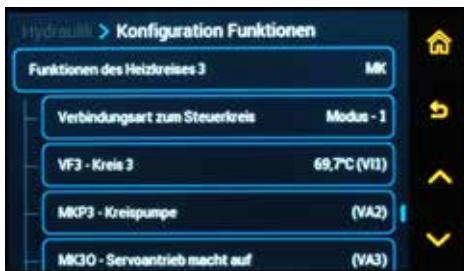 Hydraulik > Konfiguration Funktionen
Funktionen des Heizkreises 3 MK
Verbindungsart zum Steuerkreis Modus - 1
VF3 - Kreis 3 69,7°C (VI1)
MKP3 - Kreispumpe (VA2)
MK3O - Servoantrieb macht auf (VA3)